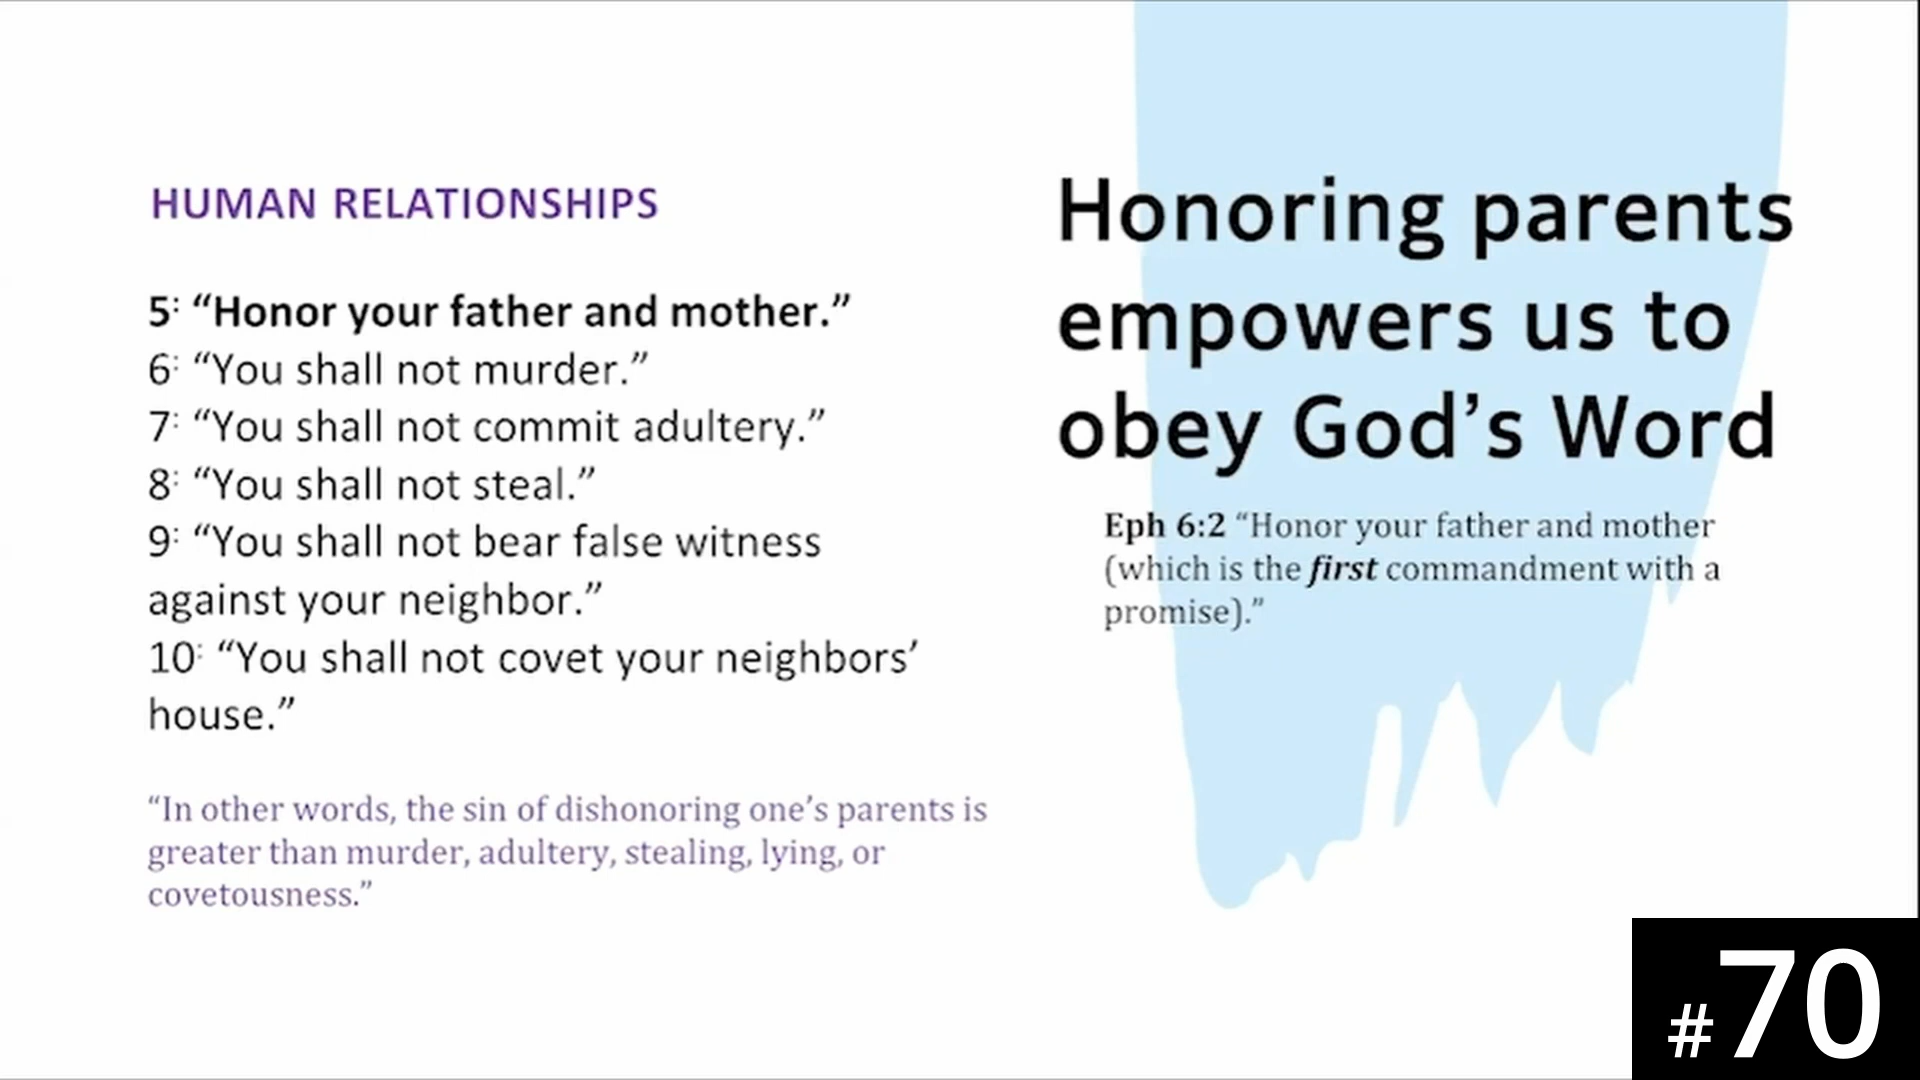 HUMAN RELATIONSHIPS
5: “Honor your father and mother.”
6: “You shall not murder.”
7: “You shall not commit adultery.”
8: “You shall not steal.”
9: “You shall not bear false witness
against your neighbor.”
10: “You shall not covet your neighbors’
house.”
“In other words, the sin of dishonoring one’s parents is
greater than murder, adultery, stealing, lying, or
covetousness.”
Honoring parents
empowers us to
obey God’s Word
Eph 6:2 “Honor your father and mother
(which is the first commandment with a
promise).”
#70